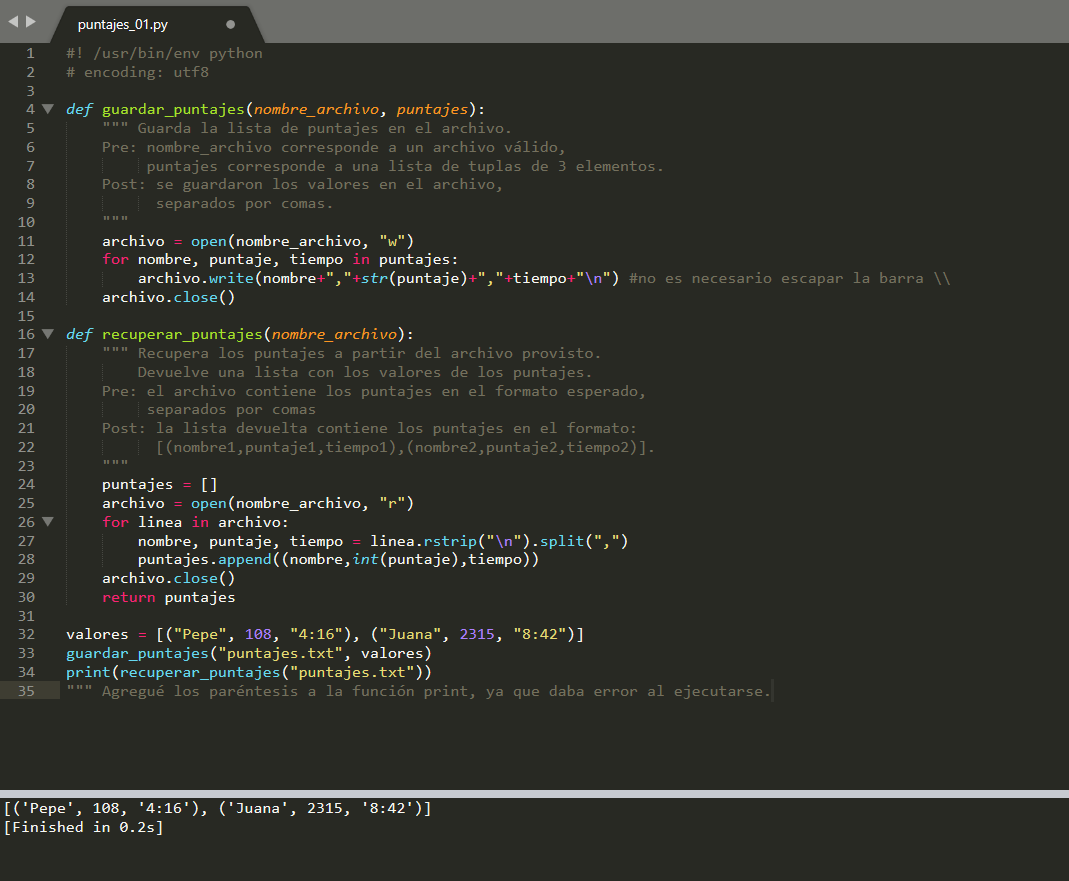 puntajes_01.py
1 #! /usr/bin/env python
2 # encoding: utf8
3
4 def guardar_puntajes(nombre_archivo, puntajes):
5     """ Guarda la lista de puntajes en el archivo.
6     Pre: nombre_archivo corresponde a un archivo válido,
7          puntajes corresponde a una lista de tuplas de 3 elementos.
8     Post: se guardaron los valores en el archivo,
9           separados por comas.
10     """
11     archivo = open(nombre_archivo, "w")
12     for nombre, puntaje, tiempo in puntajes:
13         archivo.write(nombre+","+str(puntaje)+","+tiempo+"\n") #no es necesario escapar la barra \\
14     archivo.close()
15
16 def recuperar_puntajes(nombre_archivo):
17     """ Recupera los puntajes a partir del archivo provisto.
18         Devuelve una lista con los valores de los puntajes.
19     Pre: el archivo contiene los puntajes en el formato esperado,
20          separados por comas
21     Post: la lista devuelta contiene los puntajes en el formato:
22           [(nombre1,puntaje1,tiempo1),(nombre2,puntaje2,tiempo2)].
23     """
24     puntajes = []
25     archivo = open(nombre_archivo, "r")
26     for linea in archivo:
27         nombre, puntaje, tiempo = linea.rstrip("\n").split(",")
28         puntajes.append((nombre,int(puntaje),tiempo))
29     archivo.close()
30     return puntajes
31
32 valores = [("Pepe", 108, "4:16"), ("Juana", 2315, "8:42")]
33 guardar_puntajes("puntajes.txt", valores)
34 print(recuperar_puntajes("puntajes.txt"))
35 """ Agregué los paréntesis a la función print, ya que daba error al ejecutarse.
[('Pepe', 108, '4:16'), ('Juana', 2315, '8:42')]
[Finished in 0.2s]